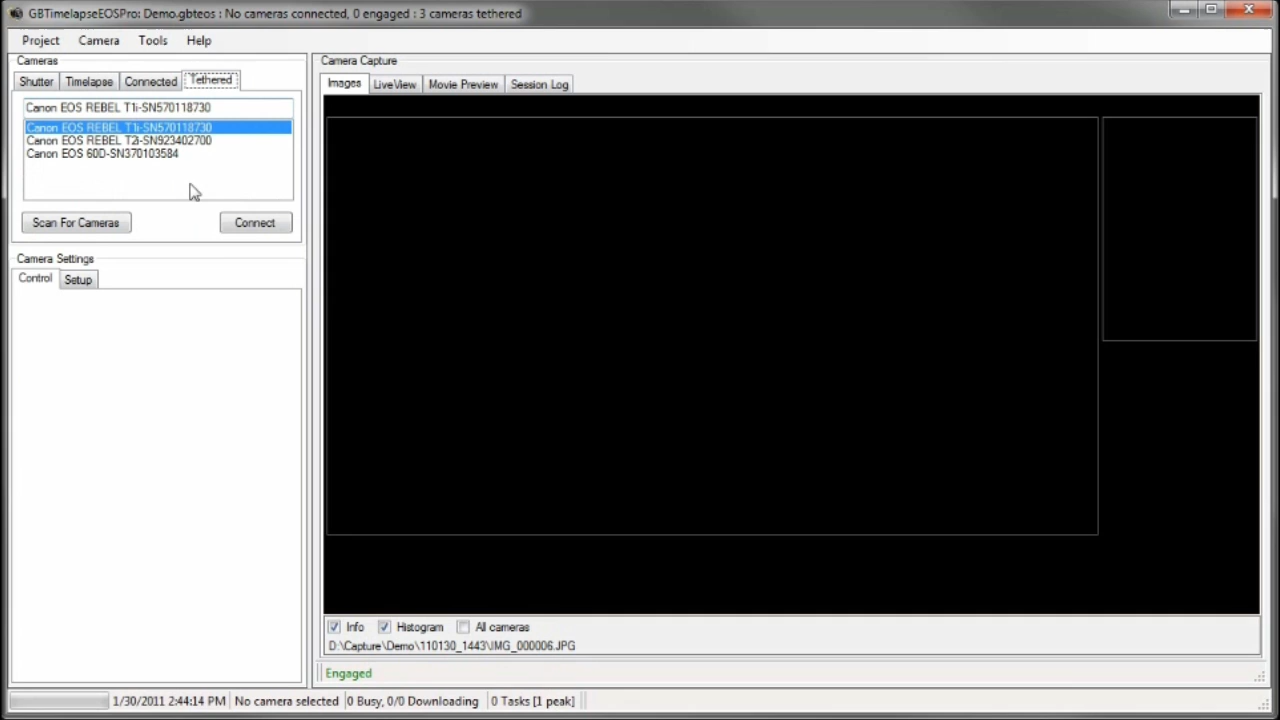 GBTimelapseEOSPro: Demo.gbteos : No cameras connected, 0 engaged : 3 cameras tethered
Project Camera Tools Help
Cameras
Shutter Timelapse Connected Tethered
Canon EOS REBEL T1i-SN570118730
Canon EOS REBEL T1i-SN570118730
Canon EOS REBEL T2i-SN923402700
Canon EOS 60D-SN370103584
Scan For Cameras Connect
Camera Settings
Control Setup
Camera Capture
Images LiveView Movie Preview Session Log
Info Histogram All cameras
D:\Capture\Demo\110130_1443\IMG_000006.JPG
Engaged
1/30/2011 2:44:14 PM No camera selected 0 Busy, 0/0 Downloading 0 Tasks [1 peak]